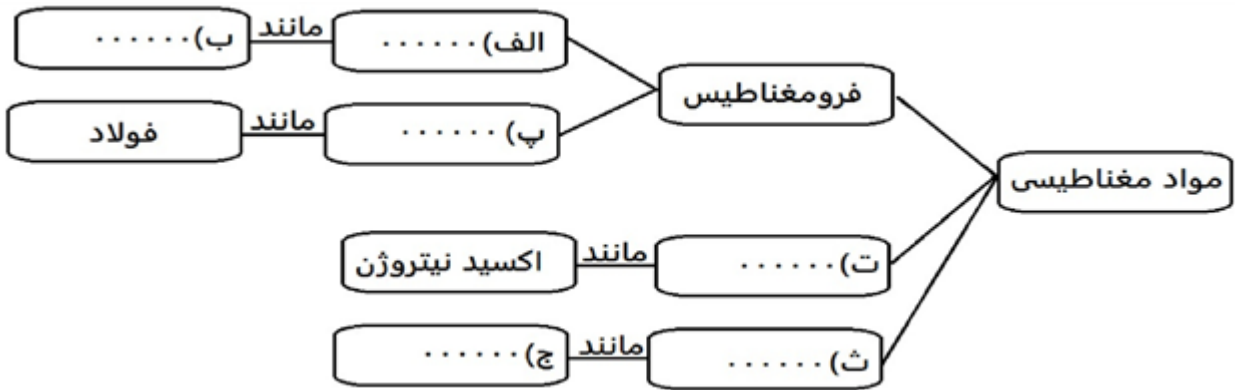 مواد مغناطیسی
فرومغناطیس
الف) ......
مانند
ب) ......
پ) ......
مانند
فولاد
ت) ......
مانند
اکسید نیتروژن
ث) ......
مانند
ج) ......